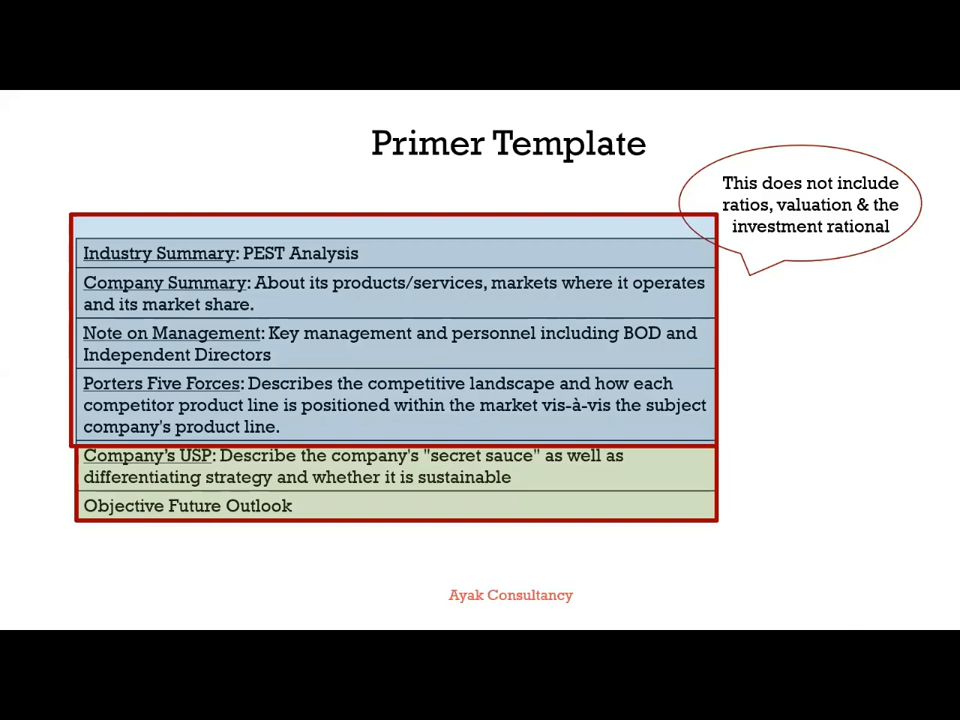 Primer Template
This does not include
ratios, valuation & the
investment rational
Industry Summary: PEST Analysis
Company Summary: About its products/services, markets where it operates
and its market share.
Note on Management: Key management and personnel including BOD and
Independent Directors
Porters Five Forces: Describes the competitive landscape and how each
competitor product line is positioned within the market vis-à-vis the subject
company's product line.
Company's USP: Describe the company's "secret sauce" as well as
differentiating strategy and whether it is sustainable
Objective Future Outlook
Ayak Consultancy